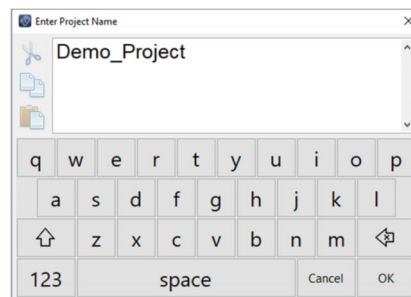 Enter Project Name
Demo_Project
q w e r t y u i o p
a s d f g h j k l
z x c v b n m
123 space Cancel OK